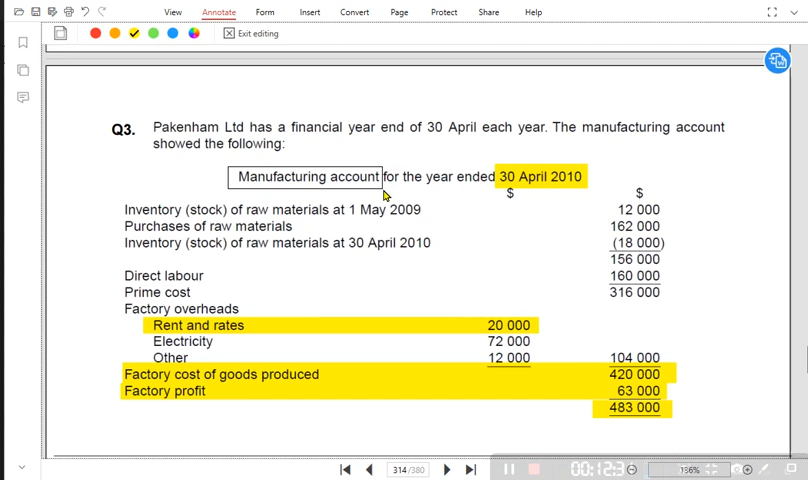 View Annotate Form Insert Convert Page Protect Share Help
Exit editing
Q3. Pakenham Ltd has a financial year end of 30 April each year. The manufacturing account
showed the following:
Manufacturing account for the year ended 30 April 2010
$ $
Inventory (stock) of raw materials at 1 May 2009 12 000
Purchases of raw materials 162 000
Inventory (stock) of raw materials at 30 April 2010 (18 000)
156 000
Direct labour 160 000
Prime cost 316 000
Factory overheads
Rent and rates 20 000
Electricity 72 000
Other 12 000 104 000
Factory cost of goods produced 420 000
Factory profit 63 000
483 000
314/380